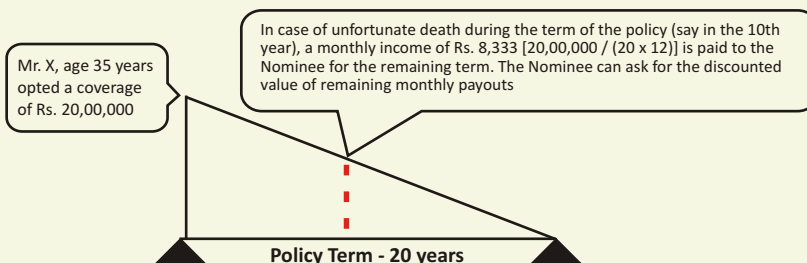 Mr. X, age 35 years
opted a coverage
of Rs. 20,00,000
In case of unfortunate death during the term of the policy (say in the 10th
year), a monthly income of Rs. 8,333 [20,00,000 / (20 x 12)] is paid to the
Nominee for the remaining term. The Nominee can ask for the discounted
value of remaining monthly payouts
Policy Term - 20 years